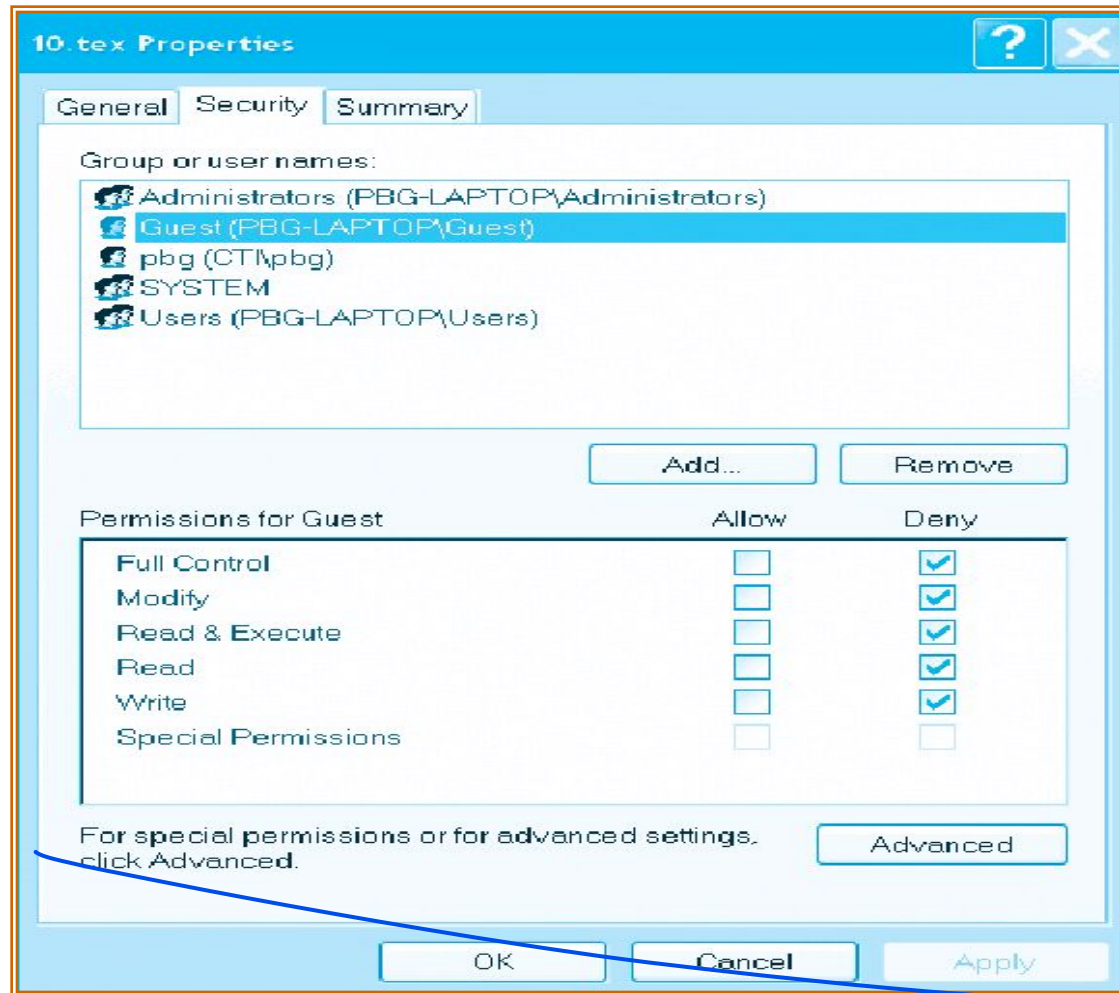 10.tex Properties
?
General Security Summary
Group or user names:
Administrators (PBG-LAPTOP\Administrators)
Guest (PBG-LAPTOP\Guest)
pbg (CTI\pbg)
SYSTEM
Users (PBG-LAPTOP\Users)
Add... Remove
Permissions for Guest Allow Deny
Full Control
Modify
Read & Execute
Read
Write
Special Permissions
For special permissions or for advanced settings,
click Advanced.
Advanced
OK Cancel Apply